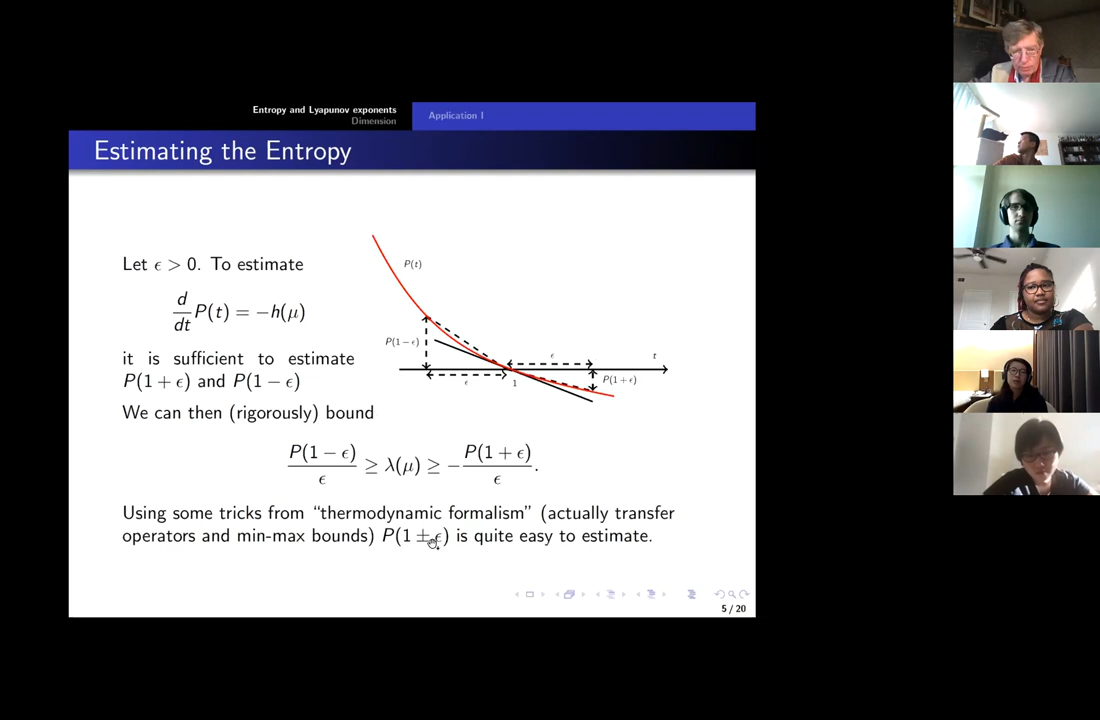 Entropy and Lyapunov exponents
Dimension
Application I
Estimating the Entropy
Let ϵ > 0. To estimate
d/dt P(t) = −h(μ)
it is sufficient to estimate
P(1 + ϵ) and P(1 − ϵ)
We can then (rigorously) bound
P(t)
P(1 − ϵ)
ϵ
t
ϵ
1
P(1 + ϵ)
P(1 − ϵ)/ϵ ≥ λ(μ) ≥ −P(1 + ϵ)/ϵ.
Using some tricks from “thermodynamic formalism” (actually transfer
operators and min-max bounds) P(1 ± ϵ) is quite easy to estimate.
5 / 20